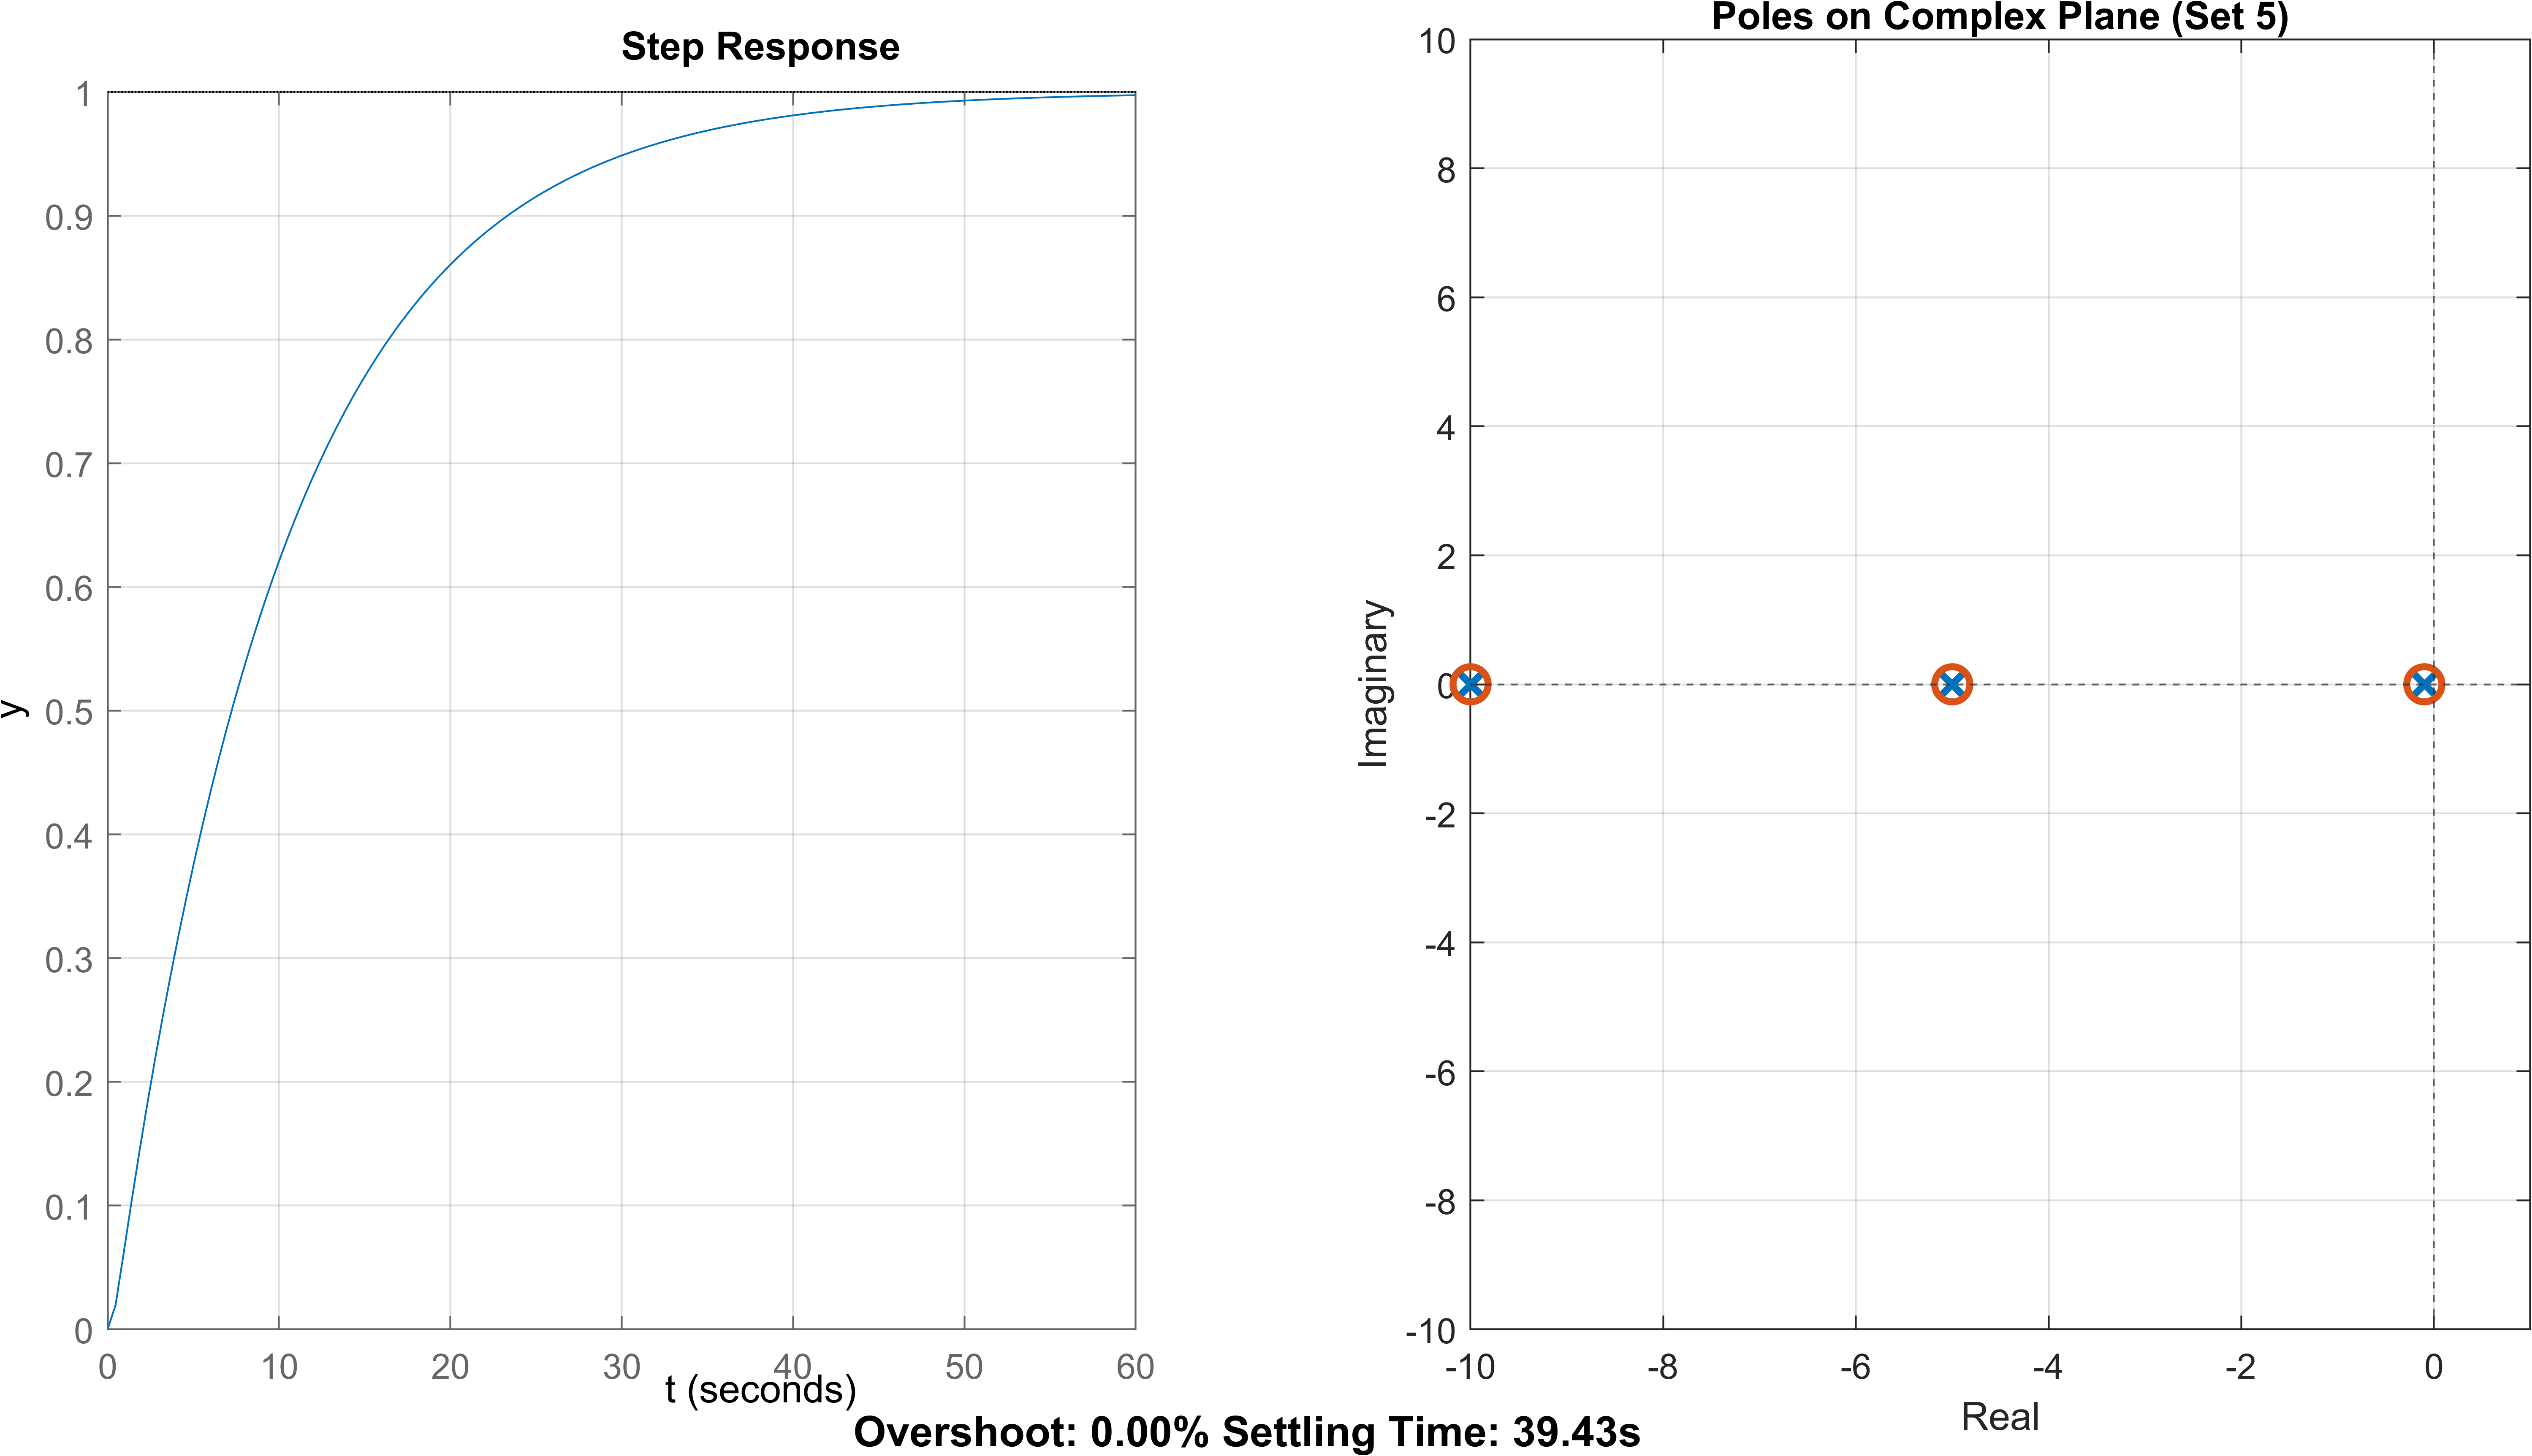 Step Response
1
0.9
0.8
0.7
0.6
0.5
0.4
0.3
0.2
0.1
0
y
0 10 20 30 40 50 60
t (seconds)
Poles on Complex Plane (Set 5)
10
8
6
4
2
0
-2
-4
-6
-8
-10
Imaginary
-10 -8 -6 -4 -2 0
Real
Overshoot: 0.00% Settling Time: 39.43s